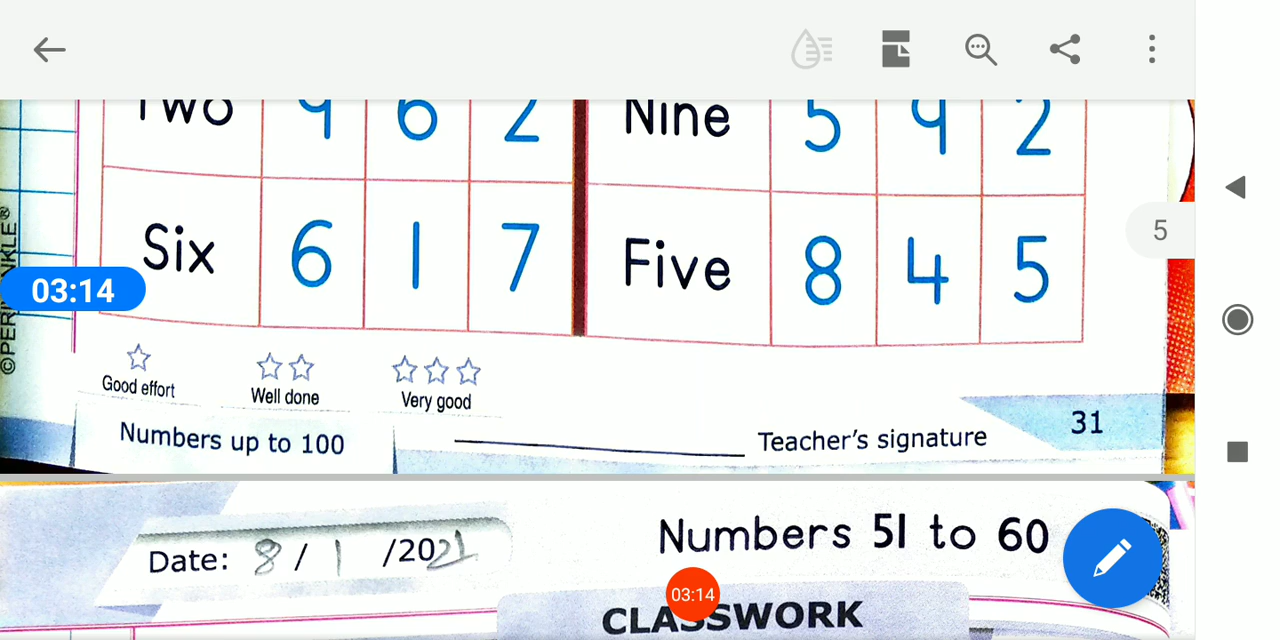 Two 9 6 2 Nine 5 9 2
5
Six 6 1 7 Five 8 4 5
03:14
Good effort Well done Very good
Numbers up to 100 Teacher's signature 31
Date: 8 / 1 /2021 Numbers 51 to 60
03:14
CLASSWORK